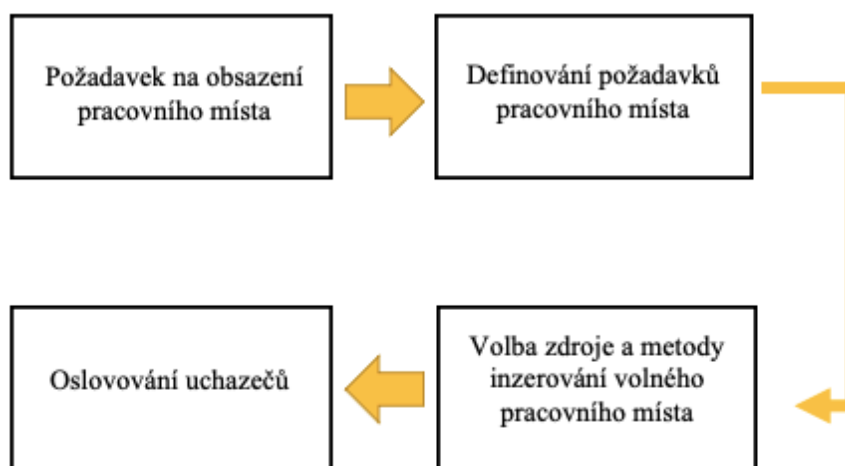 Požadavek na obsazení
pracovního místa
Definování požadavků
pracovního místa
Volba zdroje a metody
inzerování volného
pracovního místa
Oslovování uchazečů